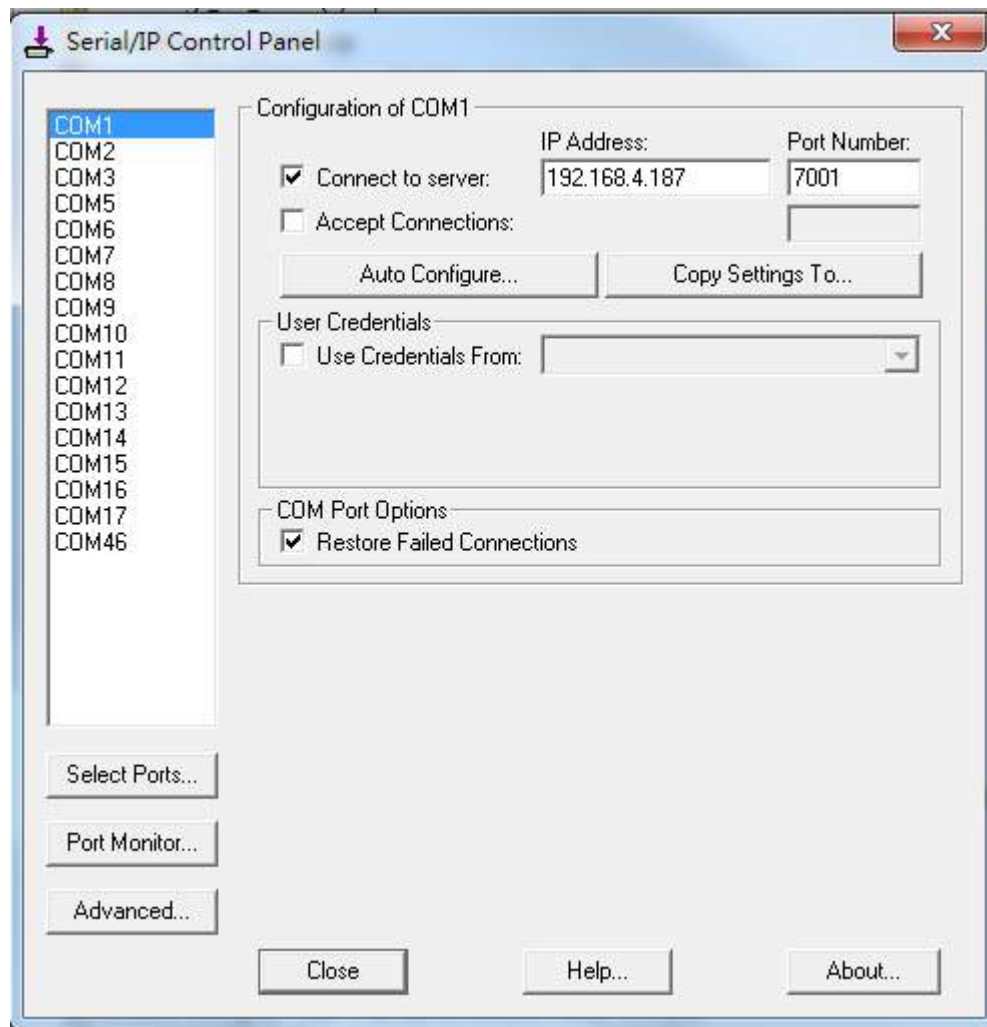 Serial/IP Control Panel
COM1
COM2
COM3
COM5
COM6
COM7
COM8
COM9
COM10
COM11
COM12
COM13
COM14
COM15
COM16
COM17
COM46
Select Ports...
Port Monitor...
Advanced...
Configuration of COM1
IP Address: Port Number:
Connect to server: 192.168.4.187 7001
Accept Connections:
Auto Configure... Copy Settings To...
User Credentials
Use Credentials From:
COM Port Options
Restore Failed Connections
Close Help... About...